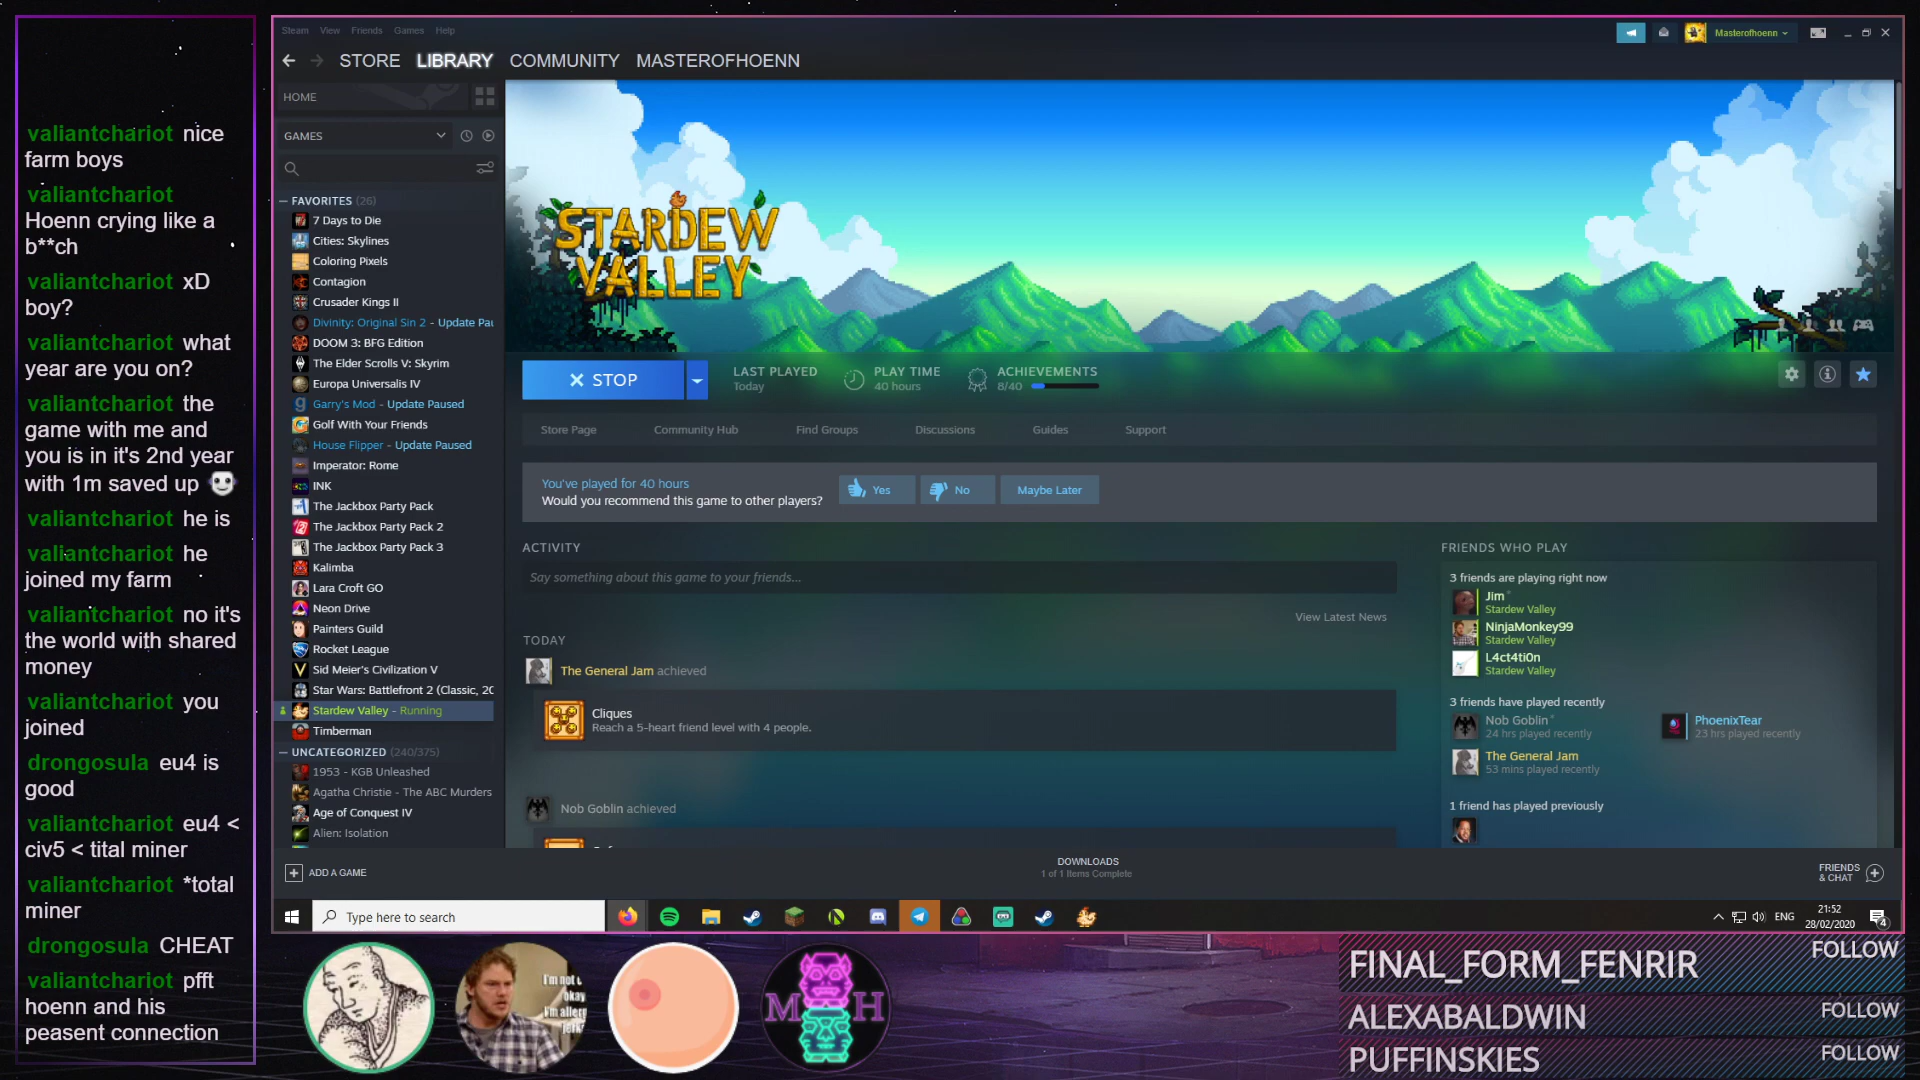 valiantchariot nice
farm boys
valiantchariot
Hoenn crying like a
b**ch
valiantchariot xD
boy?
valiantchariot what
year are you on?
valiantchariot the
game with me and
you is in it's 2nd year
with 1m saved up
valiantchariot he is
valiantchariot he
joined my farm
valiantchariot no it's
the world with shared
money
valiantchariot you
joined
drongosula eu4 is
good
valiantchariot eu4 <
civ5 < tital miner
valiantchariot *total
miner
drongosula CHEAT
valiantchariot pfft
hoenn and his
peasent connection
Steam View Friends Games Help
Masterofhoenn
STORE LIBRARY COMMUNITY MASTEROFHOENN
HOME
GAMES
FAVORITES (26)
7 Days to Die
Cities: Skylines
Coloring Pixels
Contagion
Crusader Kings II
Divinity: Original Sin 2 - Update Pau
DOOM 3: BFG Edition
The Elder Scrolls V: Skyrim
Europa Universalis IV
Garry's Mod - Update Paused
Golf With Your Friends
House Flipper - Update Paused
Imperator: Rome
INK
The Jackbox Party Pack
The Jackbox Party Pack 2
The Jackbox Party Pack 3
Kalimba
Lara Croft GO
Neon Drive
Painters Guild
Rocket League
Sid Meier's Civilization V
Star Wars: Battlefront 2 (Classic, 20
Stardew Valley - Running
Timberman
UNCATEGORIZED (240/375)
1953 - KGB Unleashed
Agatha Christie - The ABC Murders
Age of Conquest IV
Alien: Isolation
ADD A GAME
STARDEW
VALLEY
STOP
LAST PLAYED
Today
PLAY TIME
40 hours
ACHIEVEMENTS
8/40
Store Page Community Hub Find Groups Discussions Guides Support
You've played for 40 hours
Would you recommend this game to other players?
Yes No Maybe Later
ACTIVITY
Say something about this game to your friends...
View Latest News
TODAY
The General Jam achieved
Cliques
Reach a 5-heart friend level with 4 people.
Nob Goblin achieved
FRIENDS WHO PLAY
3 friends are playing right now
Jim
Stardew Valley
NinjaMonkey99
Stardew Valley
L4ct4ti0n
Stardew Valley
3 friends have played recently
Nob Goblin
24 hrs played recently
PhoenixTear
23 hrs played recently
The General Jam
53 mins played recently
1 friend has played previously
DOWNLOADS
1 of 1 Items Complete
FRIENDS
& CHAT
Type here to search
ENG
21:52
28/02/2020
4
I'm not
okay
I'm aller
M H
FINAL_FORM_FENRIR FOLLOW
ALEXABALDWIN FOLLOW
PUFFINSKIES FOLLOW